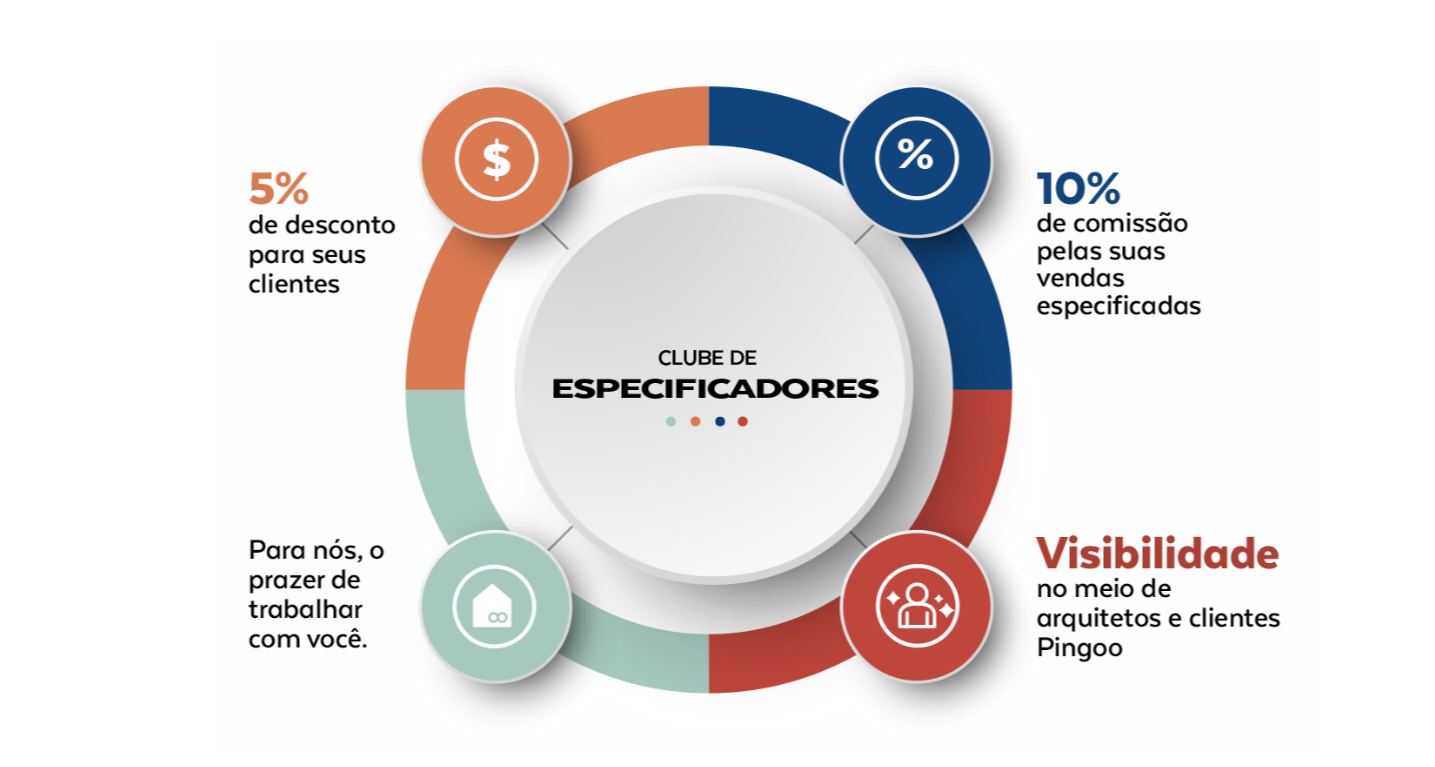 $
5%
de desconto
para seus
clientes
%
10%
de comissão
pelas suas
vendas
especificadas
CLUBE DE
ESPECIFICADORES
Para nós, o
prazer de
trabalhar
com você.
Visibilidade
no meio de
arquitetos e clientes
Pingoo